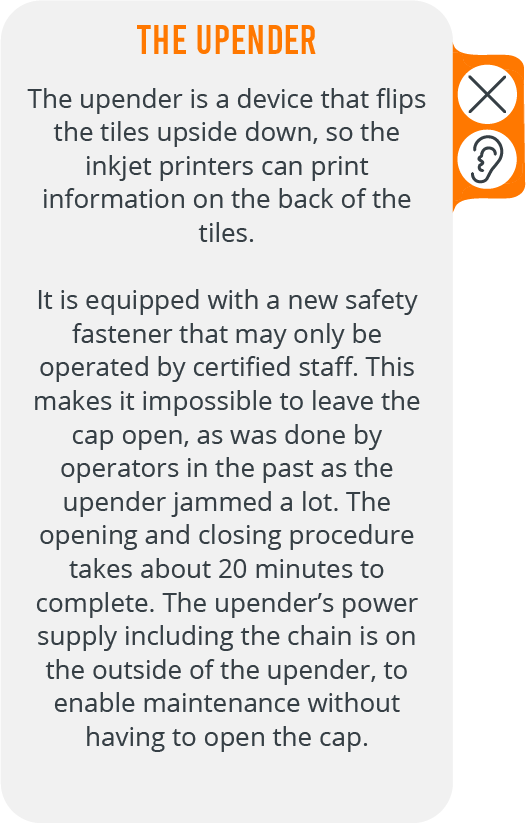 THE UPENDER
The upender is a device that flips
the tiles upside down, so the
inkjet printers can print
information on the back of the
tiles.
It is equipped with a new safety
fastener that may only be
operated by certified staff. This
makes it impossible to leave the
cap open, as was done by
operators in the past as the
upender jammed a lot. The
opening and closing procedure
takes about 20 minutes to
complete. The upender’s power
supply including the chain is on
the outside of the upender, to
enable maintenance without
having to open the cap.